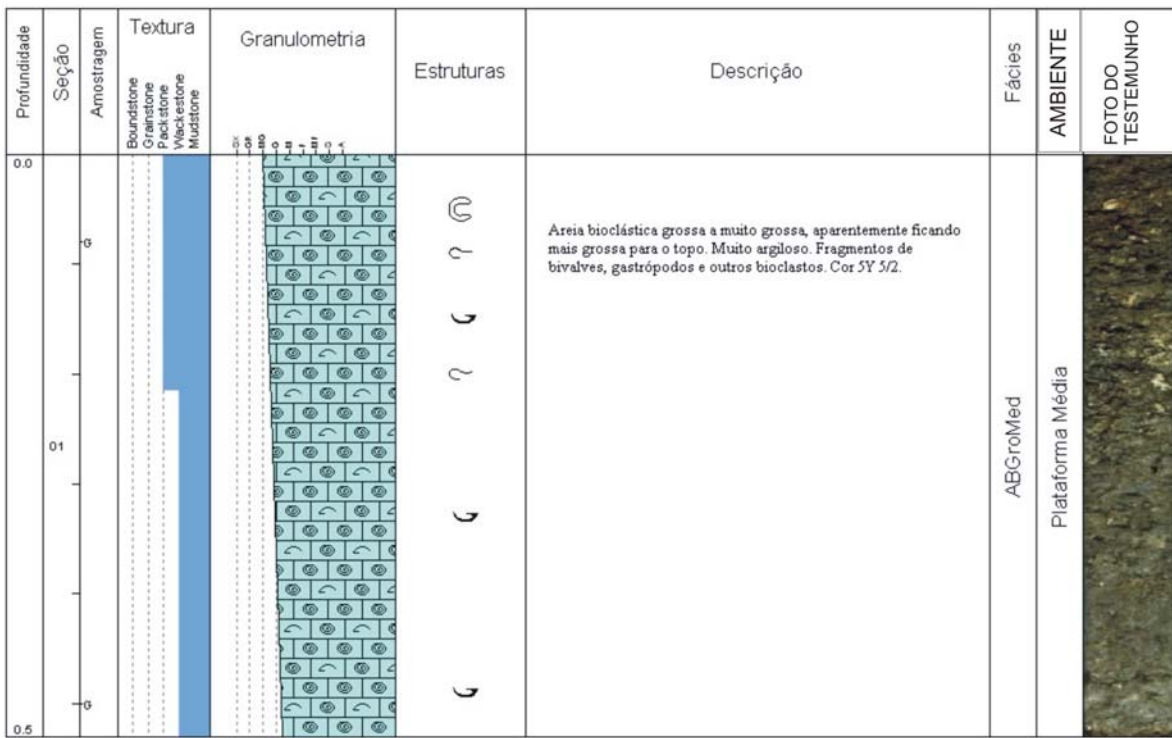 Profundidade
Seção
Amostragem
Textura
Boundstone
Grainstone
Packstone
Wackestone
Mudstone
Granulometria
Estruturas
Descrição
Fácies
AMBIENTE
FOTO DO
TESTEMUNHO
0.0
G
01
G
0.5
Areia bioclástica grossa a muito grossa, aparentemente ficando
mais grossa para o topo. Muito argiloso. Fragmentos de
bivalves, gastrópodos e outros bioclastos. Cor 5Y 5/2.
ABGroMed
Plataforma Média